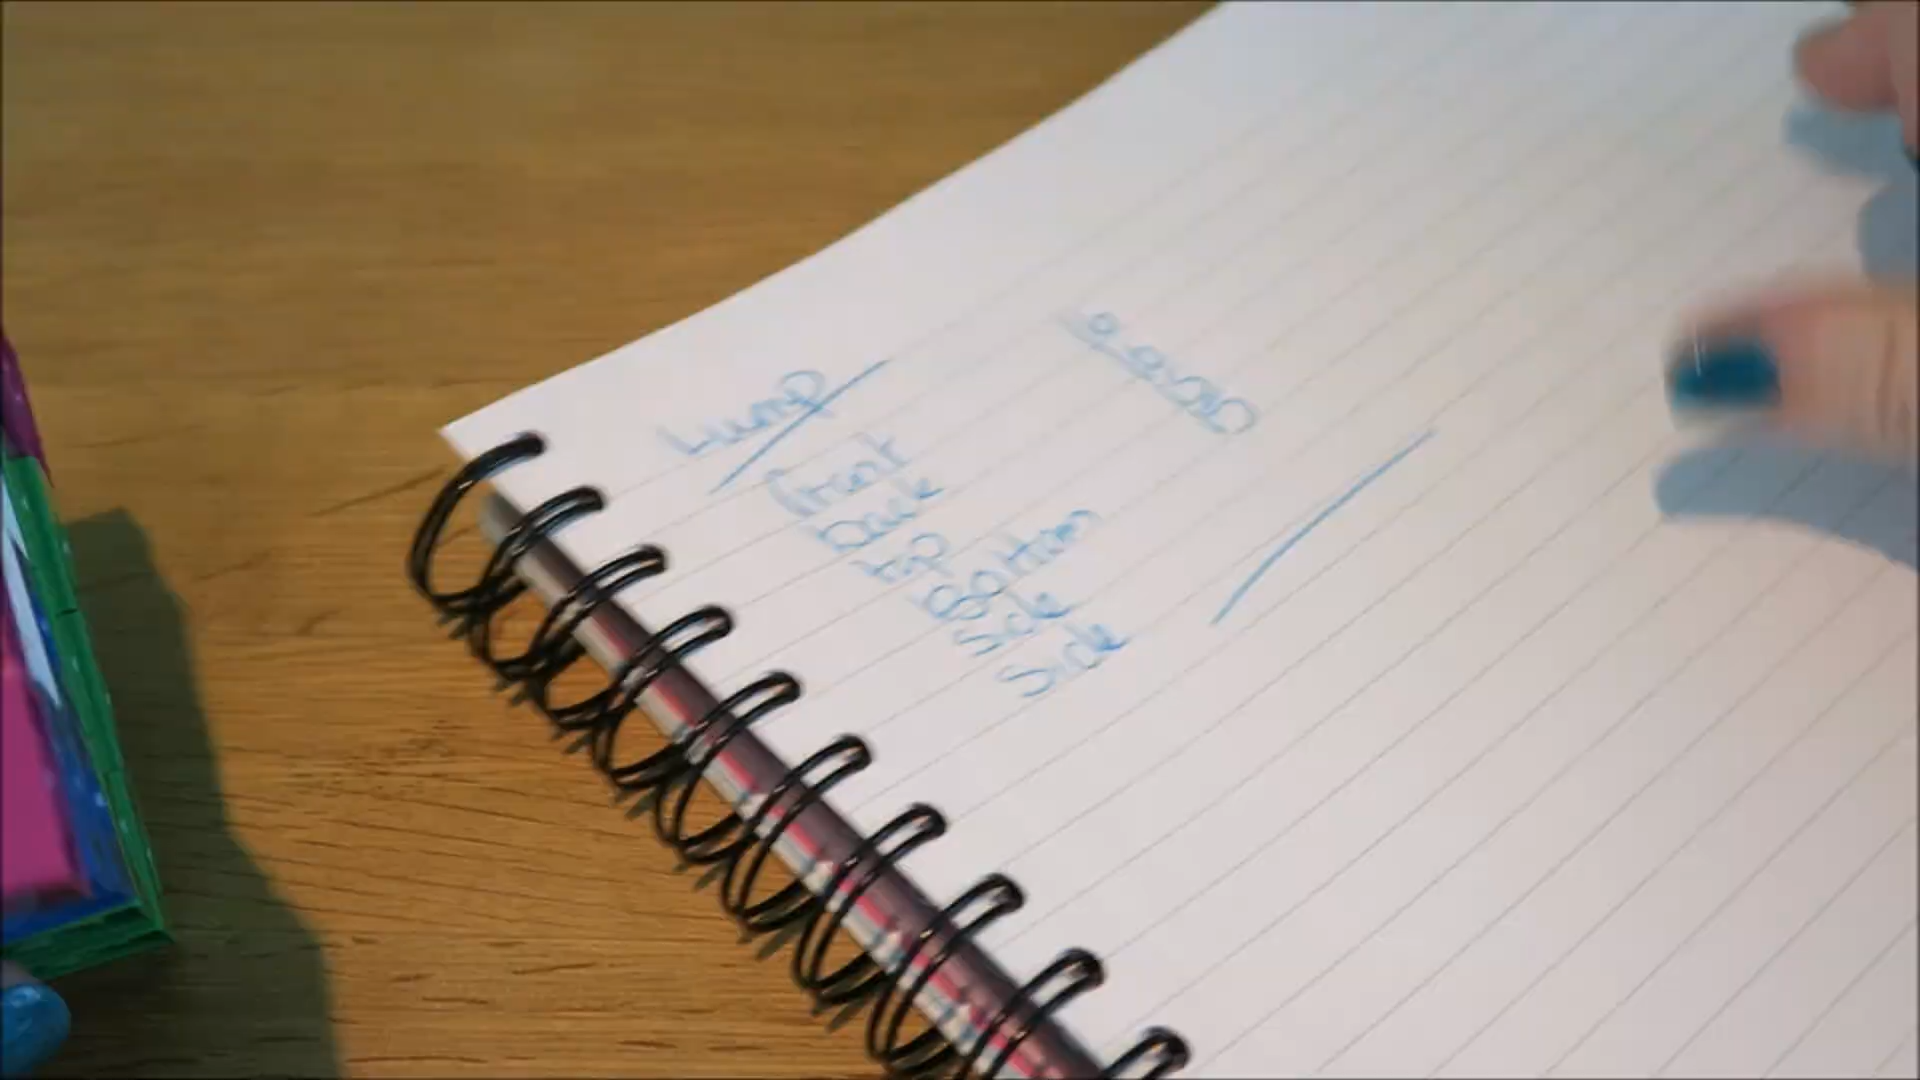 Lump
front
back
top
Bottom
side
side